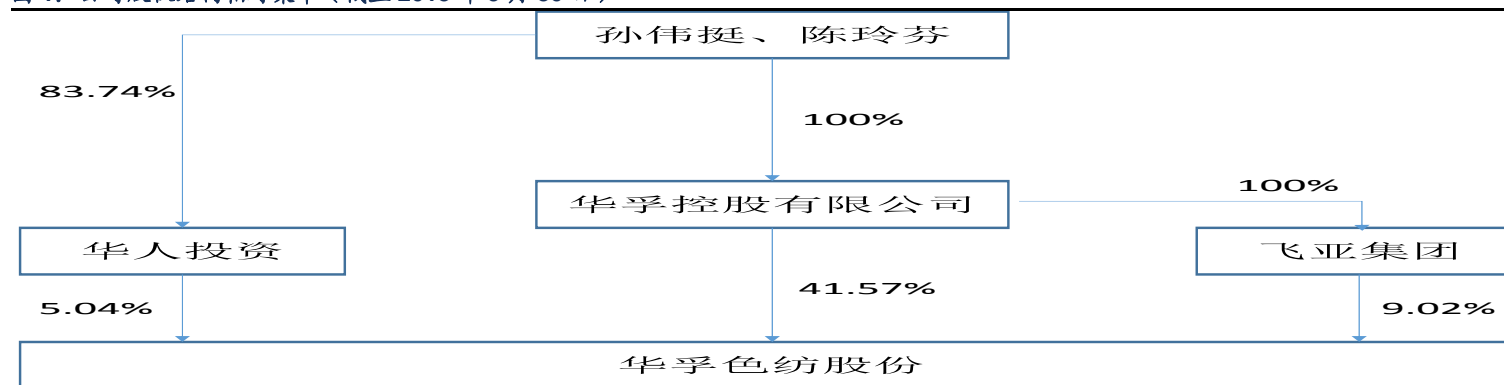 孙伟挺、陈玲芬
83.74%
100%
华孚控股有限公司
100%
华人投资
飞亚集团
5.04%
41.57%
9.02%
华孚色纺股份